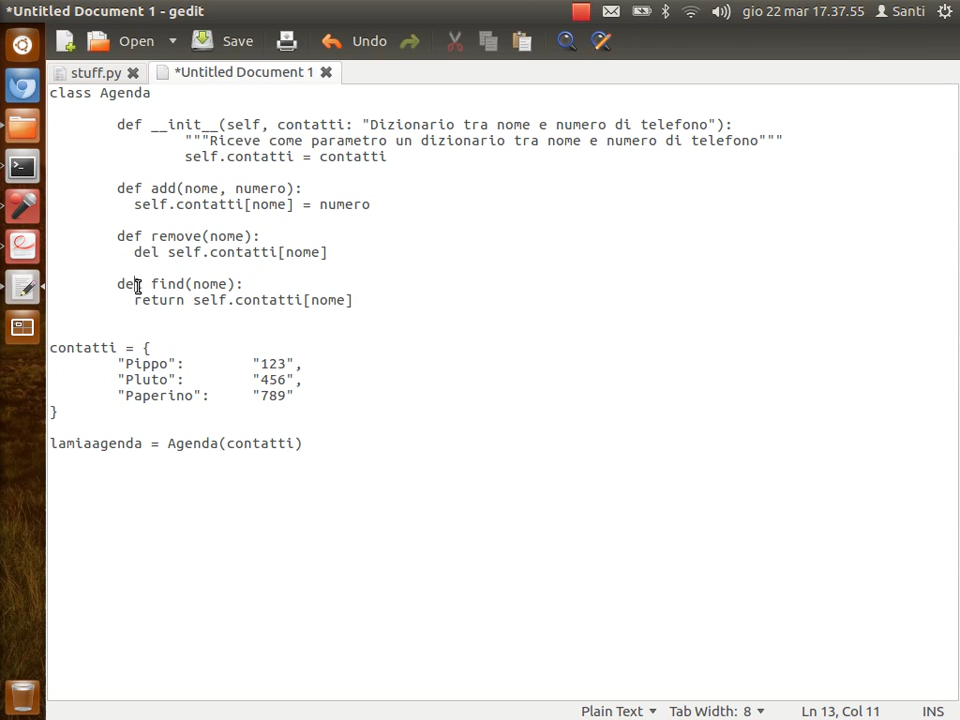 *Untitled Document 1 - gedit
gio 22 mar 17.37.55
Santi
Open
Save
Undo
stuff.py
*Untitled Document 1
class Agenda
def __init__(self, contatti: "Dizionario tra nome e numero di telefono"):
"""Riceve come parametro un dizionario tra nome e numero di telefono"""
self.contatti = contatti
def add(nome, numero):
self.contatti[nome] = numero
def remove(nome):
del self.contatti[nome]
def find(nome):
return self.contatti[nome]
contatti = {
"Pippo": "123",
"Pluto": "456",
"Paperino": "789"
}
lamiaagenda = Agenda(contatti)
Plain Text
Tab Width: 8
Ln 13, Col 11
INS